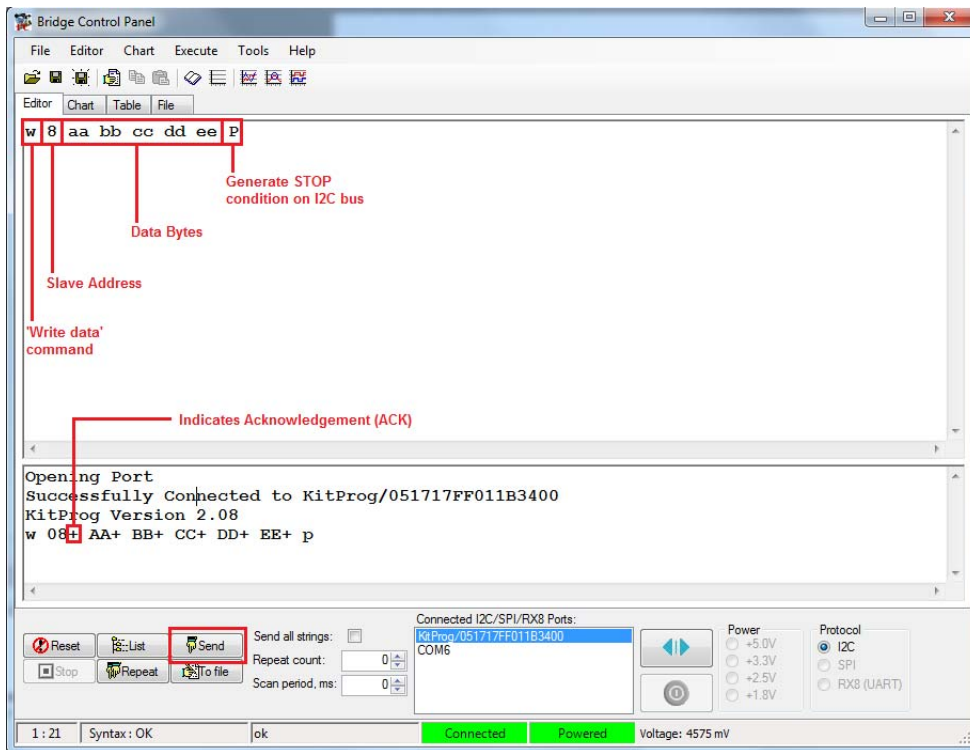 Bridge Control Panel
File Editor Chart Execute Tools Help
Editor Chart Table File
w 8 aa bb cc dd ee P
Generate STOP
condition on I2C bus
Data Bytes
Slave Address
'Write data'
command
Indicates Acknowledgement (ACK)
Opening Port
Successfully Connected to KitProg/051717FF011B3400
KitProg Version 2.08
w 08+ AA+ BB+ CC+ DD+ EE+ p
Reset List Send
Stop Repeat To file
Send all strings:
Repeat count: 0
Scan period, ms: 0
Connected I2C/SPI/RX8 Ports:
KitProg/051717FF011B3400
COM6
Power
+5.0V
+3.3V
+2.5V
+1.8V
Protocol
I2C
SPI
RX8 (UART)
1 : 21 Syntax : OK ok Connected Powered Voltage: 4575 mV